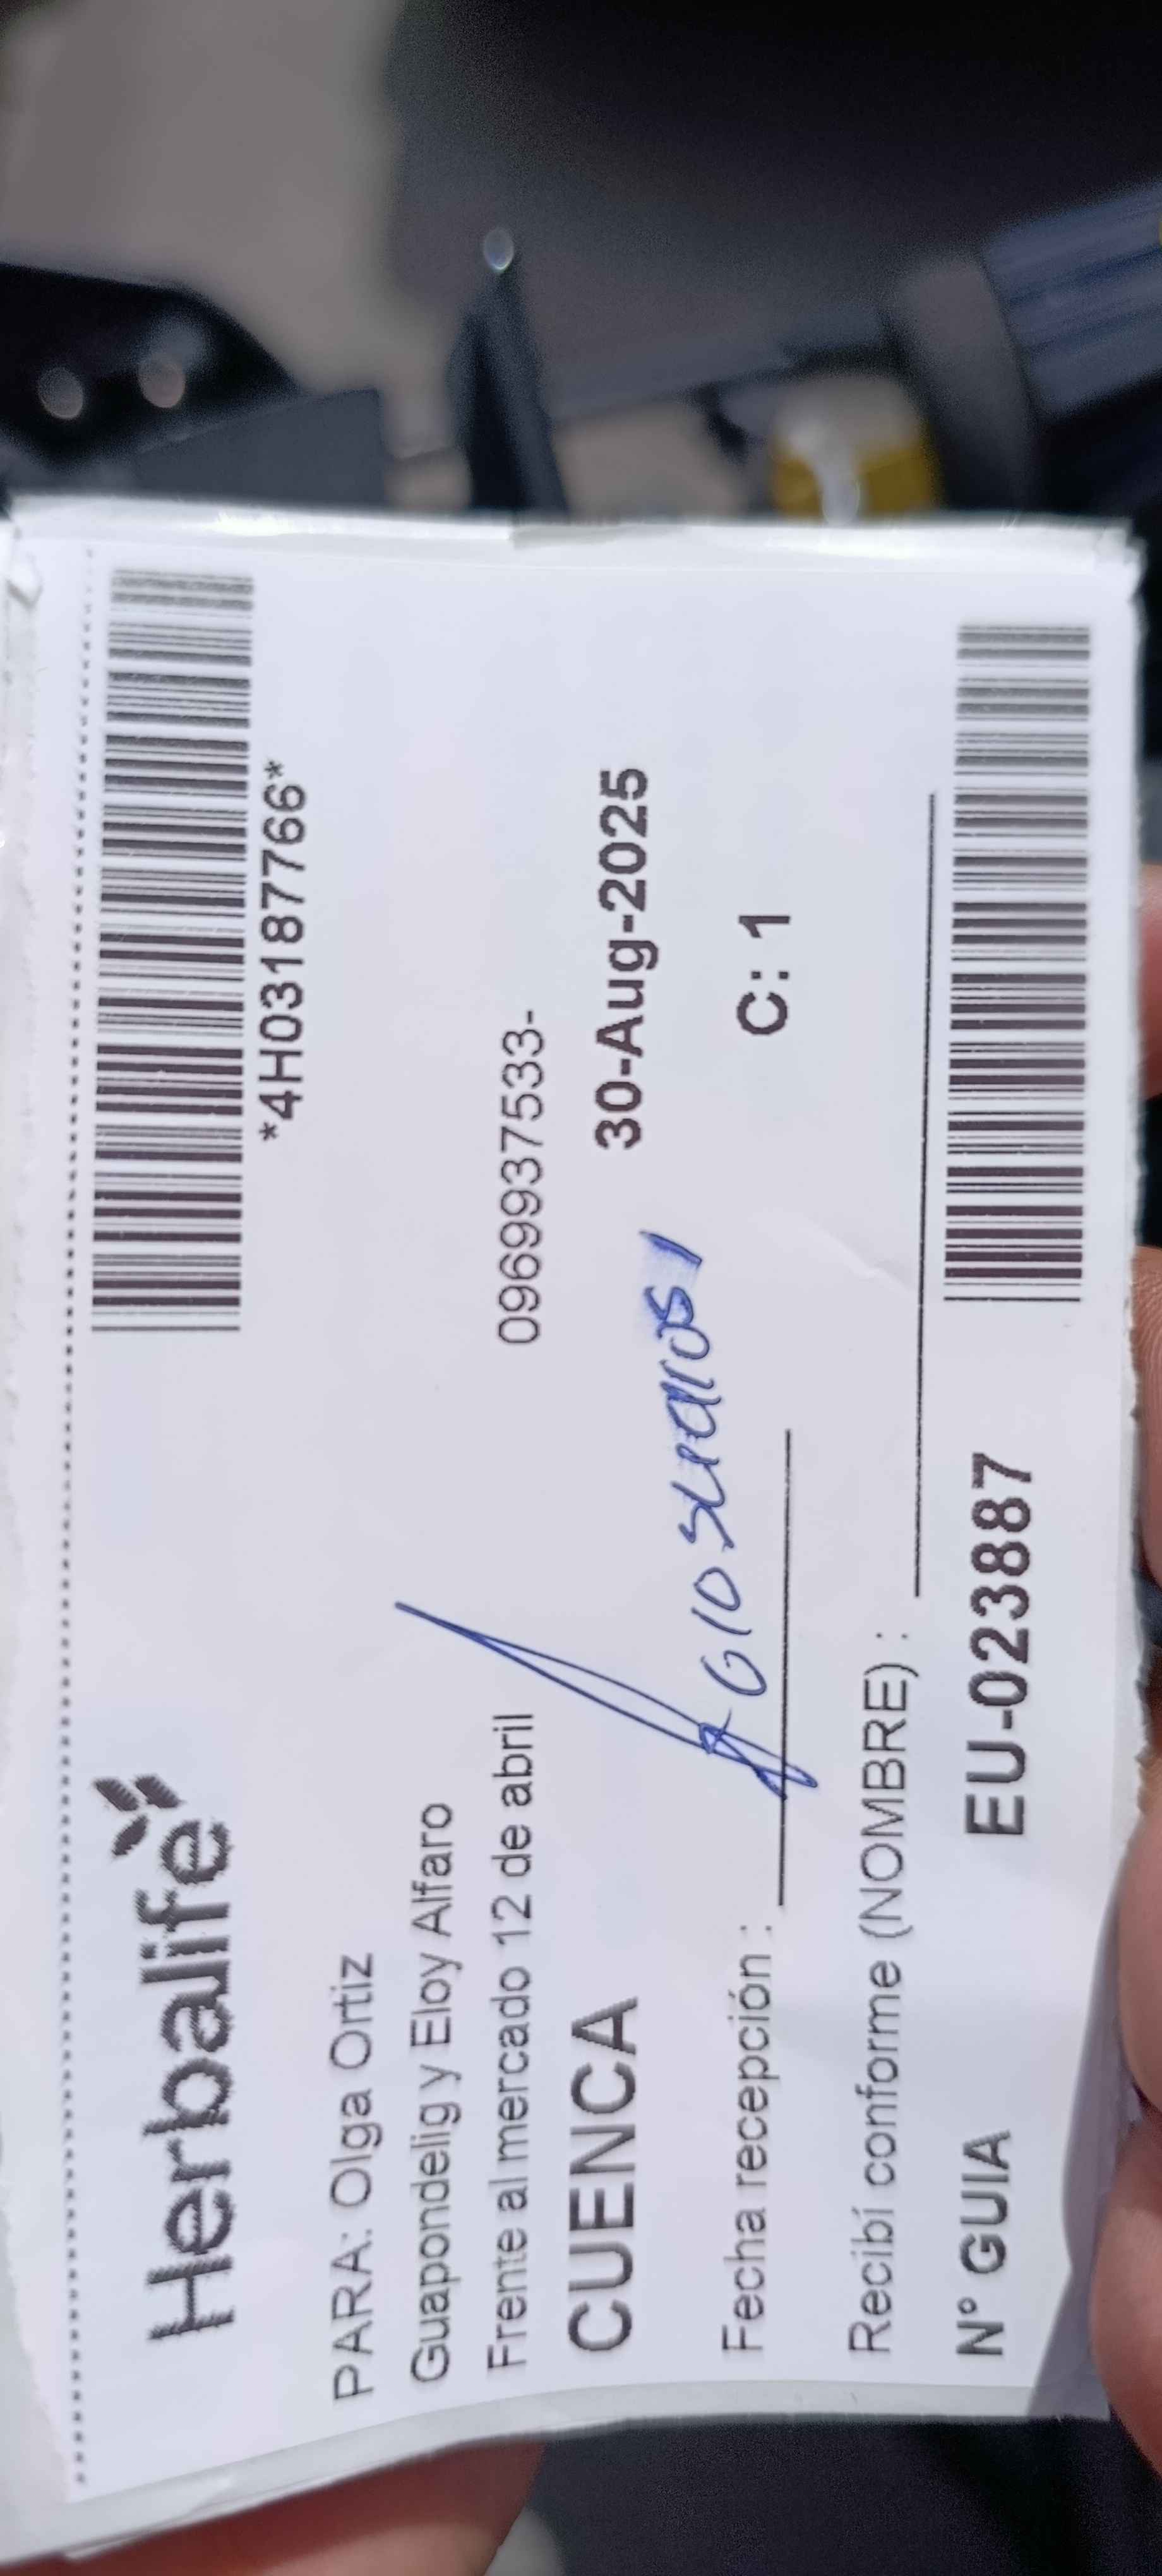 Herbalife
*4H03187766*
PARA: Olga Ortiz
Guapondelig y Eloy Alfaro
Frente al mercado 12 de abril
0969937533-
CUENCA
30-Aug-2025
Fecha recepción :
C: 1
Recibí conforme (NOMBRE) :
N° GUIA
EU-023887